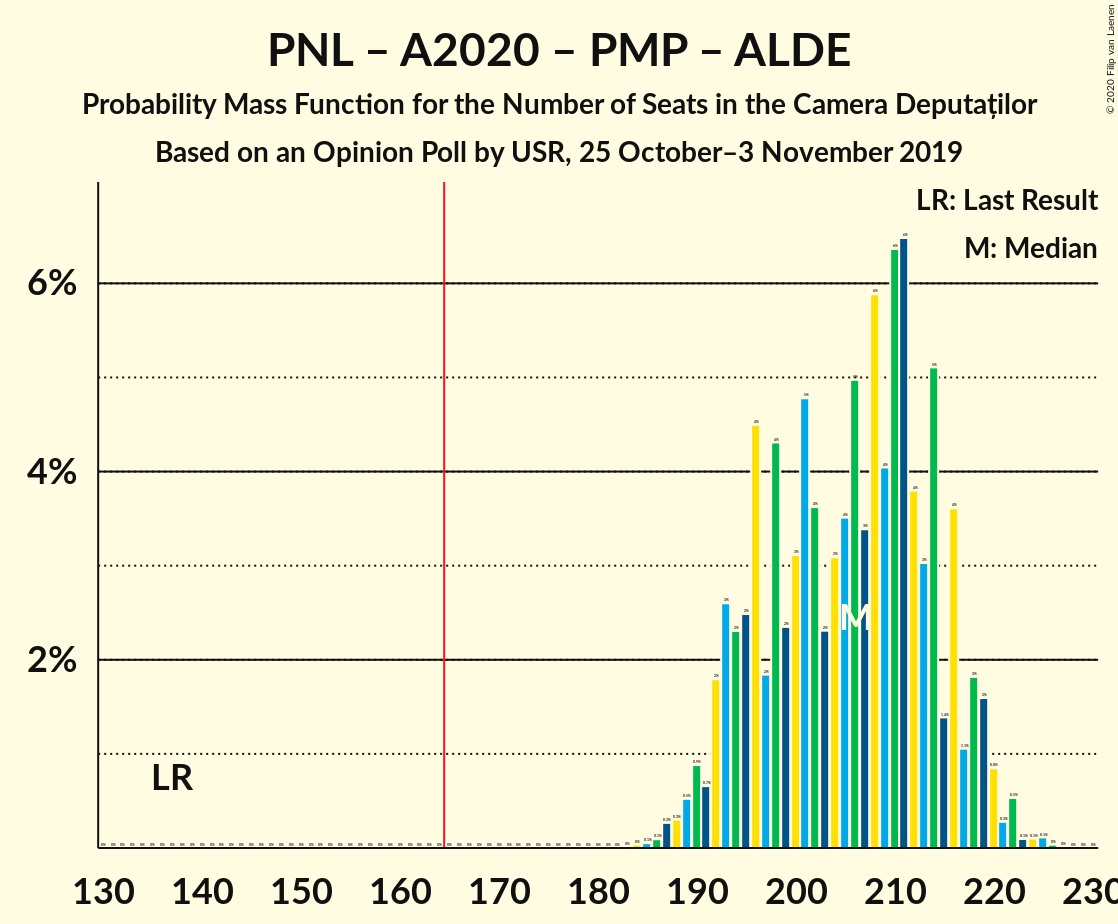 PNL – A2020 – PMP – ALDE
Probability Mass Function for the Number of Seats in the Camera Deputaților
Based on an Opinion Poll by USR, 25 October–3 November 2019
© 2020 Filip van Laenen
LR: Last Result
M: Median
6%
4%
2%
LR
M
130 140 150 160 170 180 190 200 210 220 230